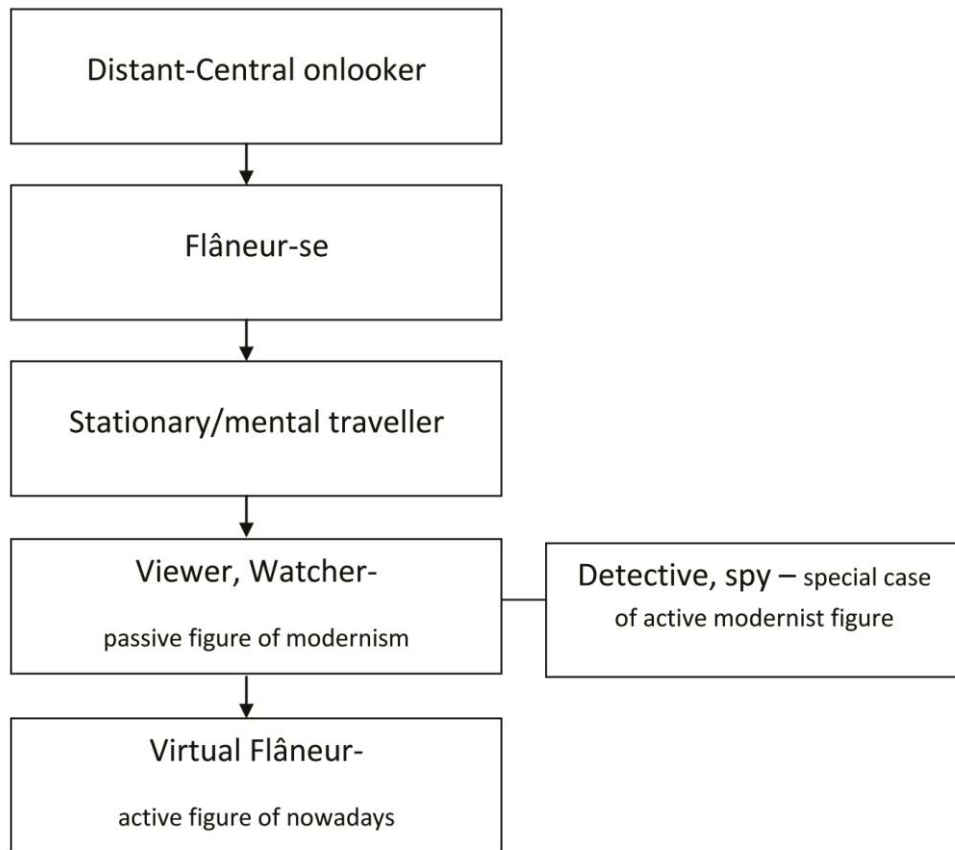 Distant-Central onlooker
Flâneur-se
Stationary/mental traveller
Viewer, Watcher-
passive figure of modernism
Detective, spy – special case
of active modernist figure
Virtual Flâneur-
active figure of nowadays